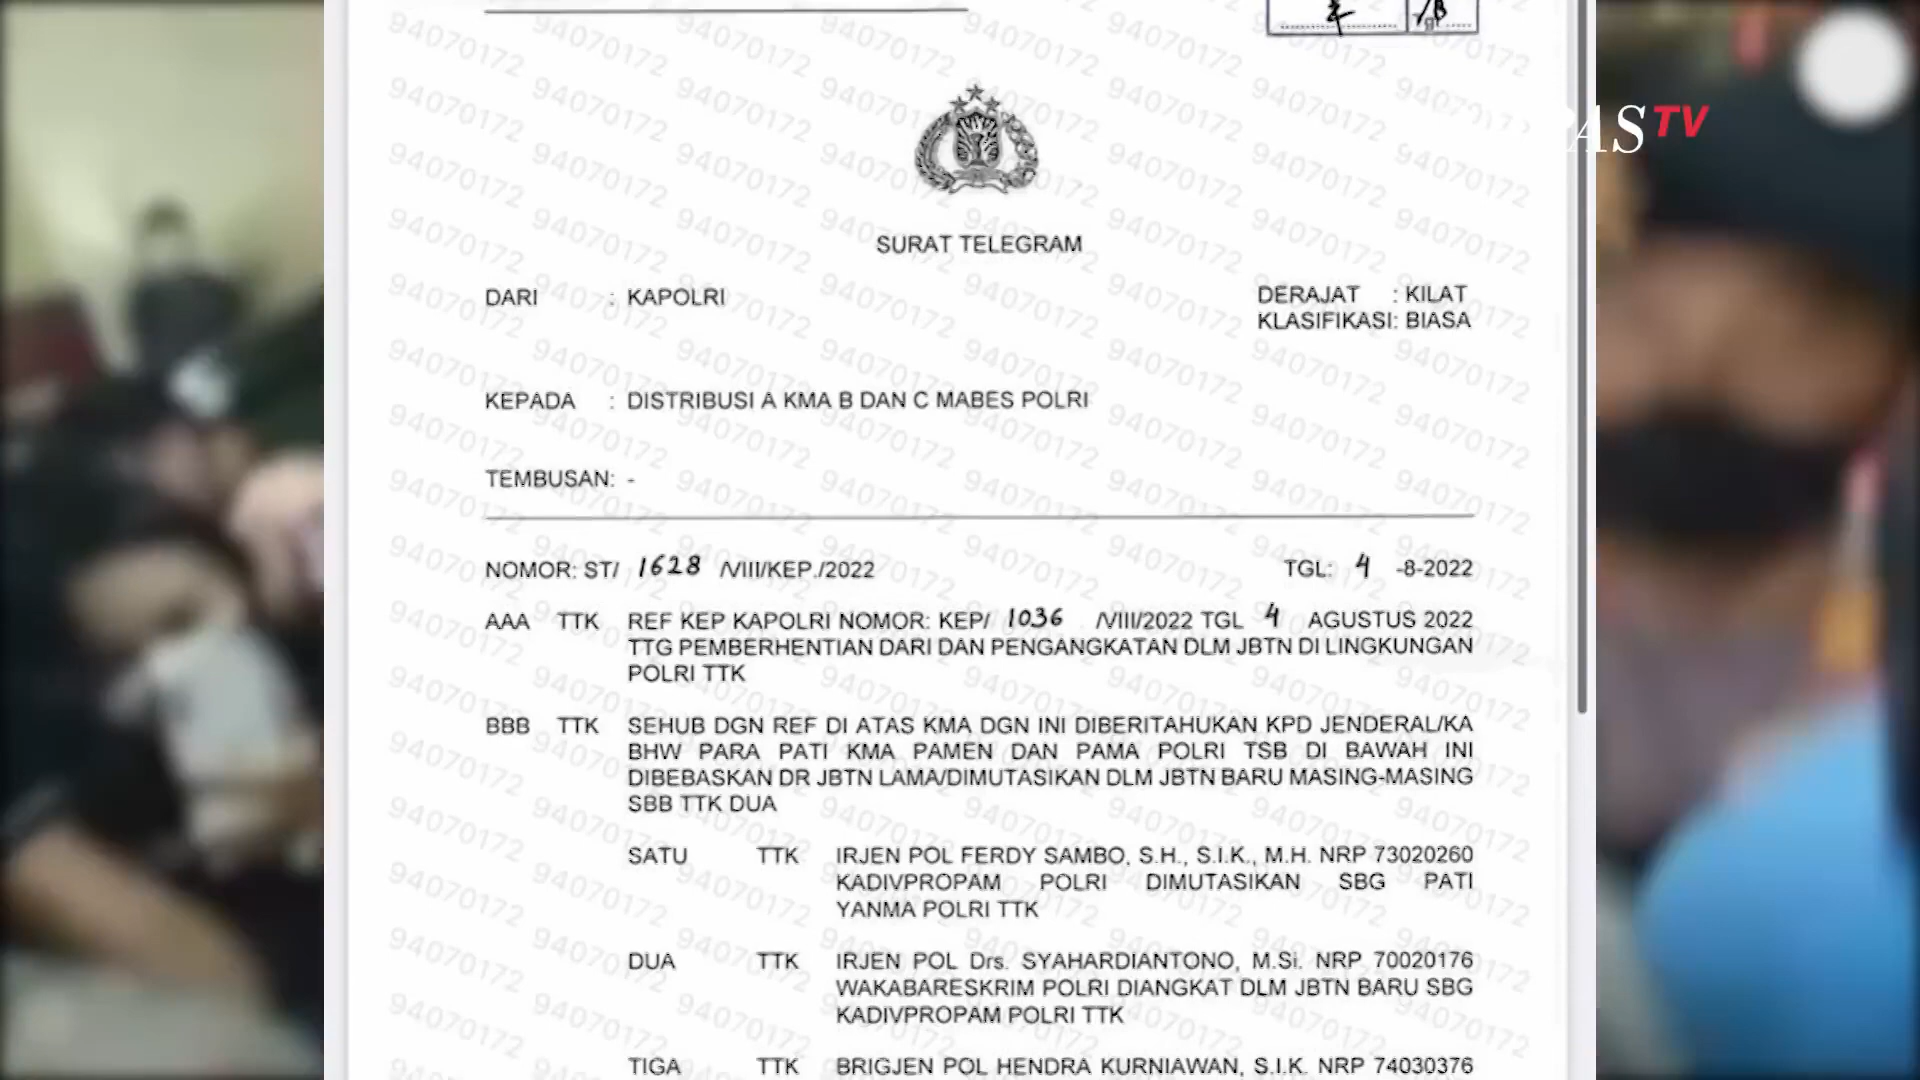 PAS TV
SURAT TELEGRAM
DARI : KAPOLRI
DERAJAT : KILAT
KLASIFIKASI: BIASA
KEPADA : DISTRIBUSI A KMA B DAN C MABES POLRI
TEMBUSAN: -
NOMOR: ST/ 1628 /VIII/KEP./2022 TGL: 4 -8-2022
AAA TTK REF KEP KAPOLRI NOMOR: KEP/ 1036 /VIII/2022 TGL 4 AGUSTUS 2022
TTG PEMBERHENTIAN DARI DAN PENGANGKATAN DLM JBTN DI LINGKUNGAN
POLRI TTK
BBB TTK SEHUB DGN REF DI ATAS KMA DGN INI DIBERITAHUKAN KPD JENDERAL/KA
BHW PARA PATI KMA PAMEN DAN PAMA POLRI TSB DI BAWAH INI
DIBEBASKAN DR JBTN LAMA/DIMUTASIKAN DLM JBTN BARU MASING-MASING
SBB TTK DUA
SATU TTK IRJEN POL FERDY SAMBO, S.H., S.I.K., M.H. NRP 73020260
KADIVPROPAM POLRI DIMUTASIKAN SBG PATI
YANMA POLRI TTK
DUA TTK IRJEN POL Drs. SYAHARDIANTONO, M.Si. NRP 70020176
WAKABARESKRIM POLRI DIANGKAT DLM JBTN BARU SBG
KADIVPROPAM POLRI TTK
TIGA TTK BRIGJEN POL HENDRA KURNIAWAN, S.I.K. NRP 74030376
94070172